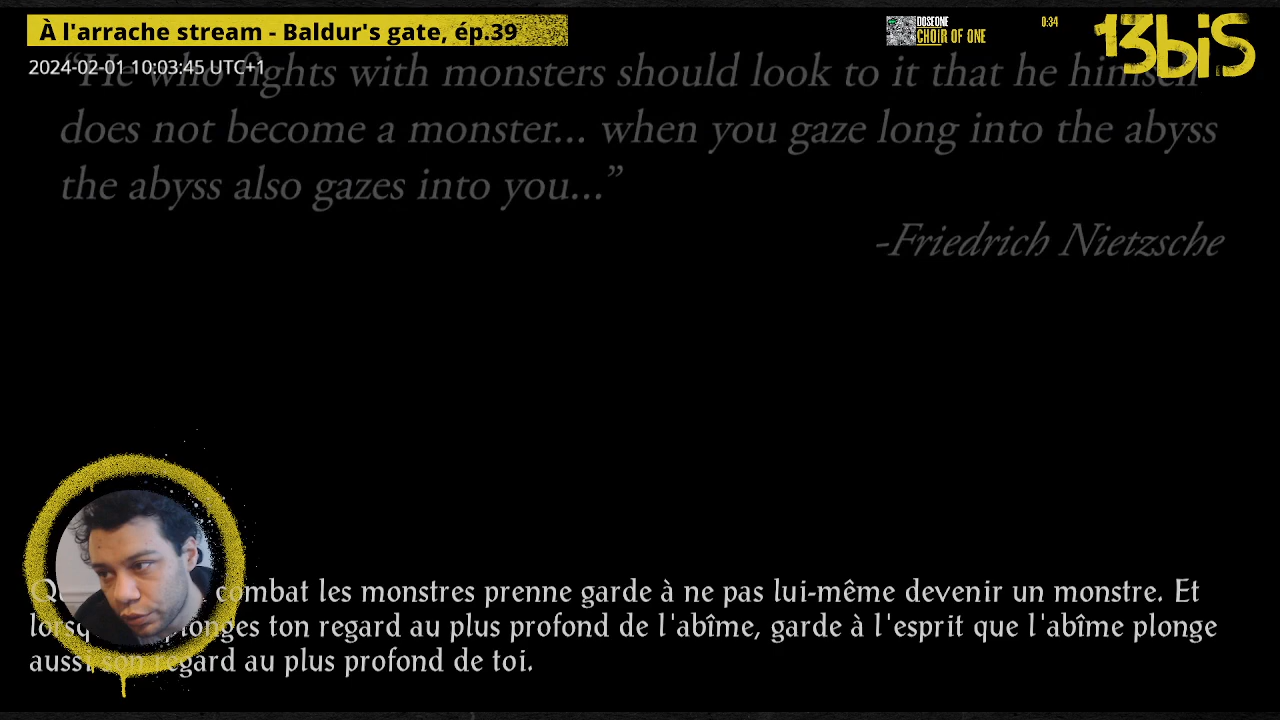 À l'arrache stream - Baldur's gate, ép.39
DOSEONE
CHOIR OF ONE
0:34
13biS
2024-02-01 10:03:45 UTC+1
“He who fights with monsters should look to it that he himself
does not become a monster... when you gaze long into the abyss
the abyss also gazes into you...”
-Friedrich Nietzsche
combat les monstres prenne garde à ne pas lui-même devenir un monstre. Et
ton regard au plus profond de l'abîme, garde à l'esprit que l'abîme plonge
aussi son regard au plus profond de toi.